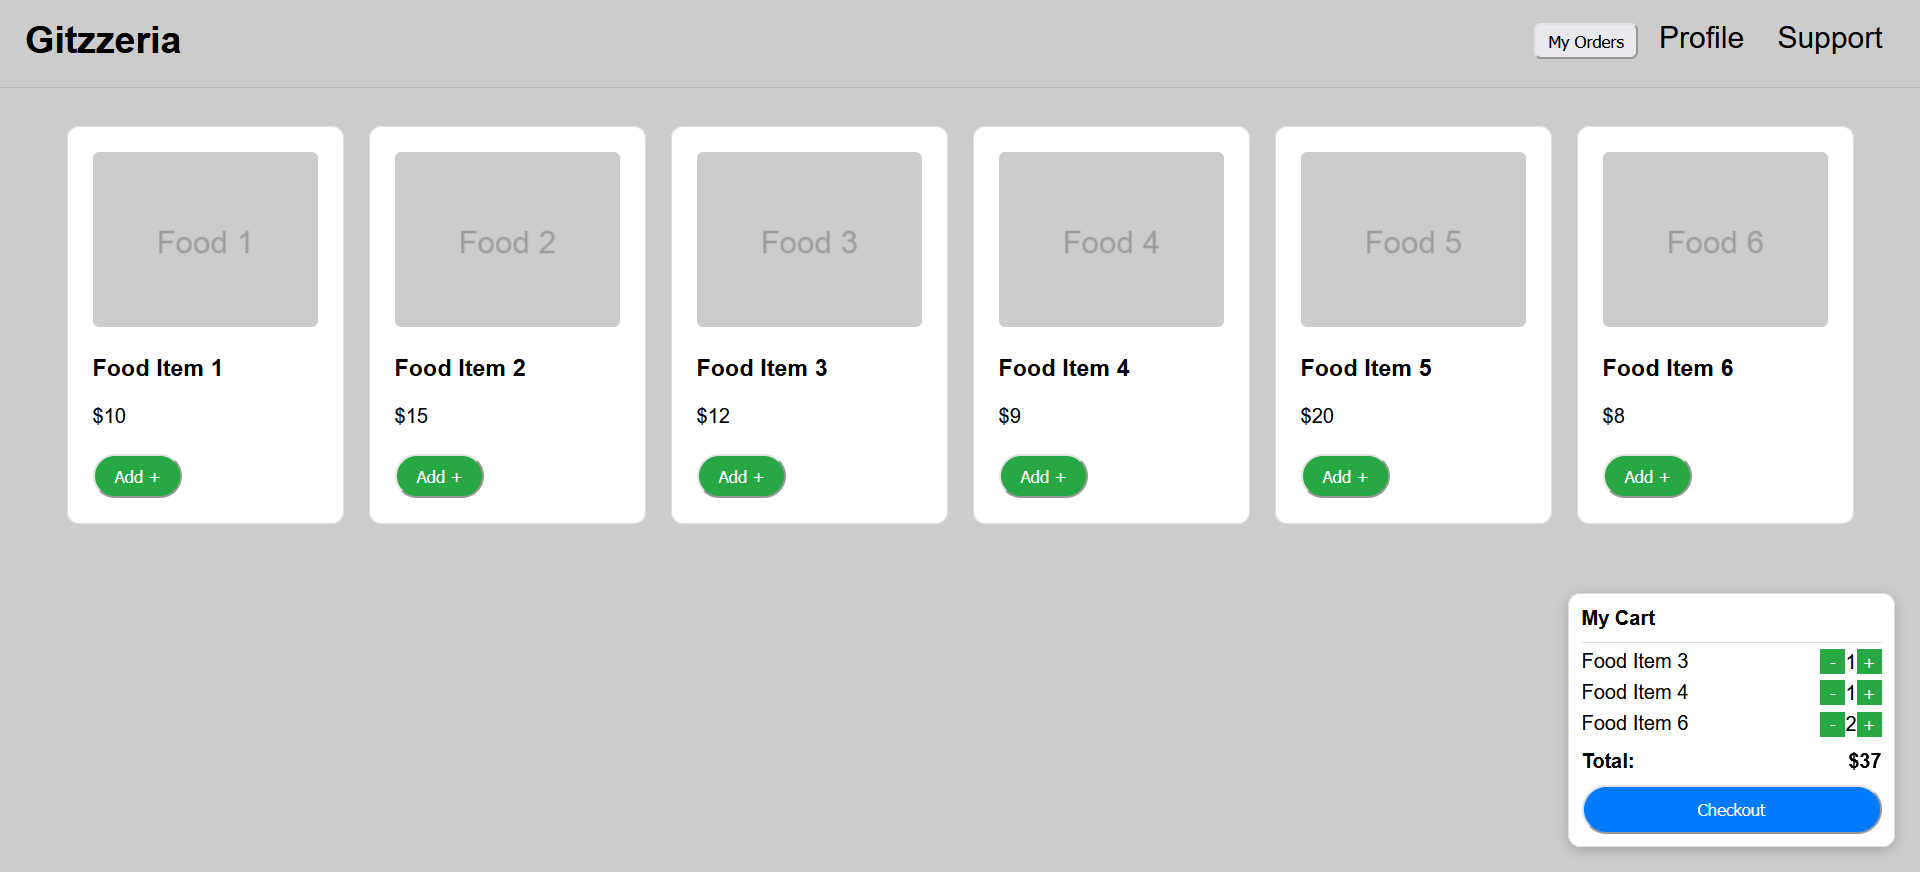 Gitzzeria
My Orders Profile Support
Food 1
Food Item 1
$10
Add +
Food 2
Food Item 2
$15
Add +
Food 3
Food Item 3
$12
Add +
Food 4
Food Item 4
$9
Add +
Food 5
Food Item 5
$20
Add +
Food 6
Food Item 6
$8
Add +
My Cart
Food Item 3 - 1 +
Food Item 4 - 1 +
Food Item 6 - 2 +
Total: $37
Checkout